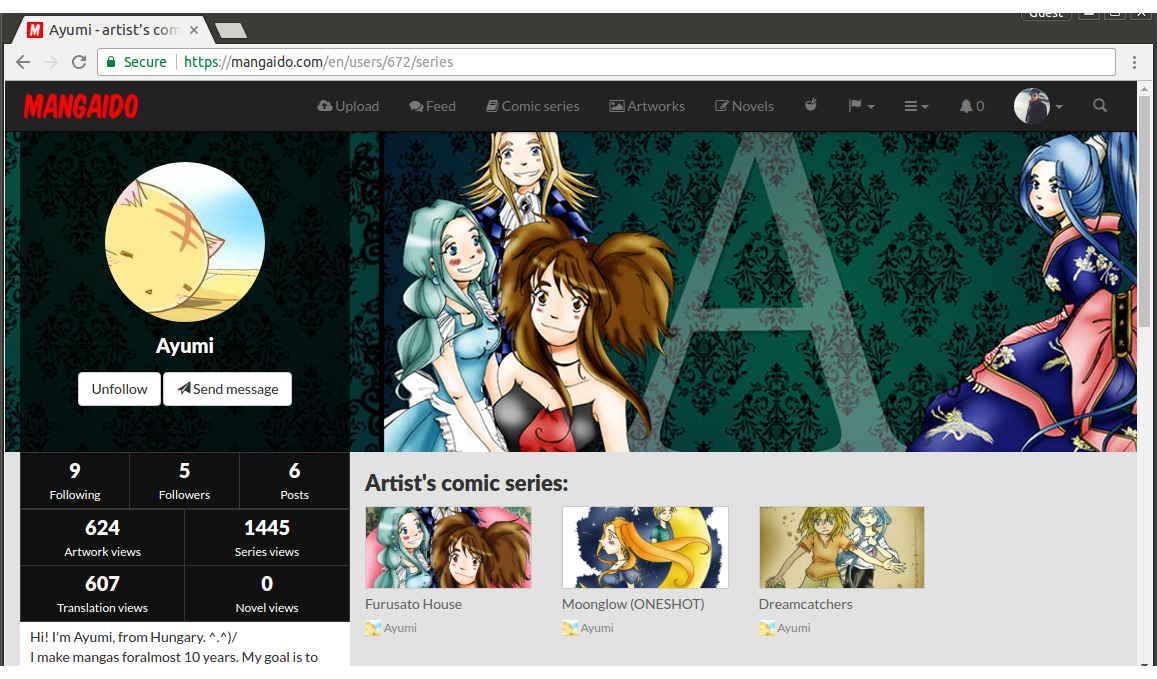 Guest
Ayumi - artist's com
Secure https://mangaido.com/en/users/672/series
MANGAIDO Upload Feed Comic series Artworks Novels 0
A
Ayumi
Unfollow Send message
9 5 6
Following Followers Posts
624 1445
Artwork views Series views
607 0
Translation views Novel views
Hi! I'm Ayumi, from Hungary. ^.^)/
I make mangas foralmost 10 years. My goal is to
Artist's comic series:
Furusato House Moonglow (ONESHOT) Dreamcatchers
Ayumi Ayumi Ayumi